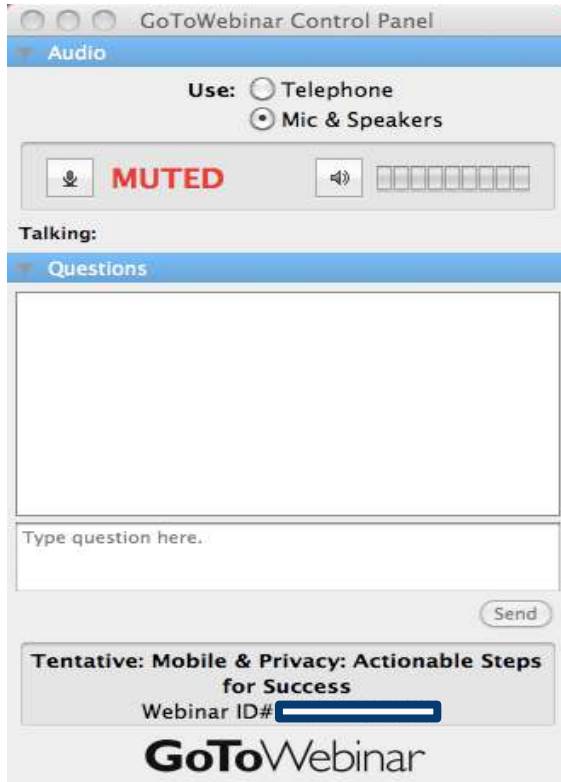 GoToWebinar Control Panel
Audio
Use: Telephone
Mic & Speakers
MUTED
Talking:
Questions
Type question here.
Send
Tentative: Mobile & Privacy: Actionable Steps
for Success
Webinar ID#
GoToWebinar